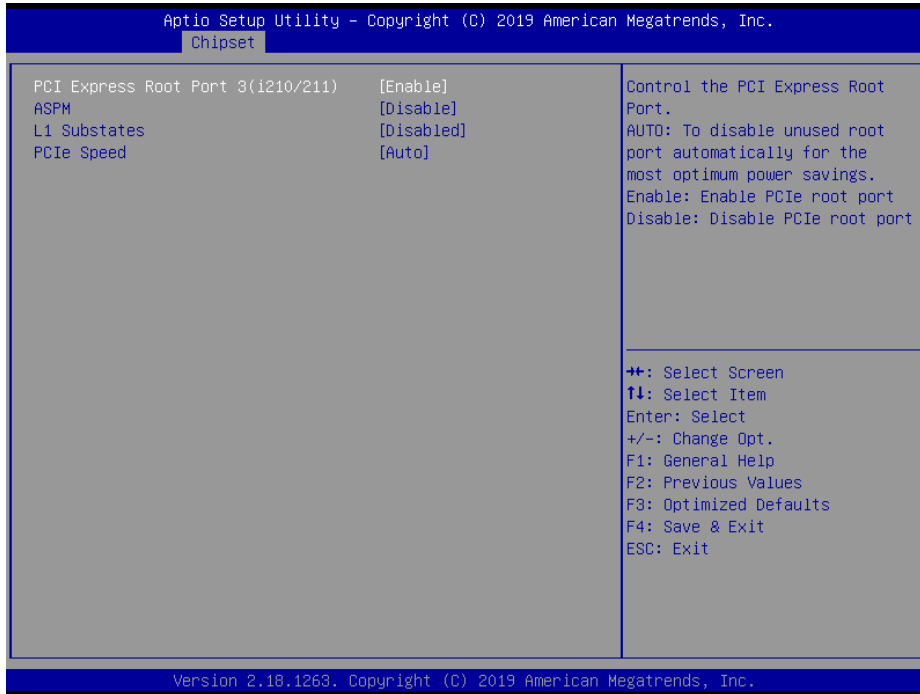 Aptio Setup Utility – Copyright (C) 2019 American Megatrends, Inc.
Chipset
PCI Express Root Port 3(i210/211) [Enable]
ASPM [Disable]
L1 Substates [Disabled]
PCIe Speed [Auto]
Control the PCI Express Root
Port.
AUTO: To disable unused root
port automatically for the
most optimum power savings.
Enable: Enable PCIe root port
Disable: Disable PCIe root port
→←: Select Screen
↑↓: Select Item
Enter: Select
+/-: Change Opt.
F1: General Help
F2: Previous Values
F3: Optimized Defaults
F4: Save & Exit
ESC: Exit
Version 2.18.1263. Copyright (C) 2019 American Megatrends, Inc.